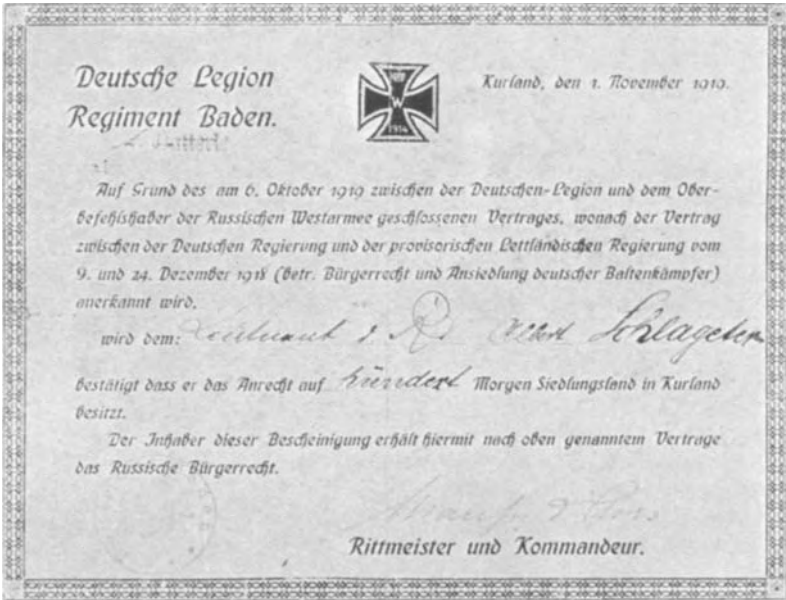 Deutsche Legion
Regiment Baden.
Kurland, den 1. November 1919.
W
1914
Auf Grund des am 6. Oktober 1919 zwischen der Deutschen-Legion und dem Ober-
befehlshaber der Russischen Westarmee geschlossenen Vertrages, wonach der Vertrag
zwischen der Deutschen Regierung und der provisorischen Lettländischen Regierung vom
9. und 24. Dezember 1918 (betr. Bürgerrecht und Ansiedlung deutscher Baltenkämpfer)
anerkannt wird,
wird dem: Leutnant d. R. Albert Schlageter
bestätigt dass er das Anrecht auf hundert Morgen Siedlungsland in Kurland
besitzt.
Der Inhaber dieser Bescheinigung erhält hiermit nach oben genanntem Vertrage
das Russische Bürgerrecht.
Rittmeister und Kommandeur.